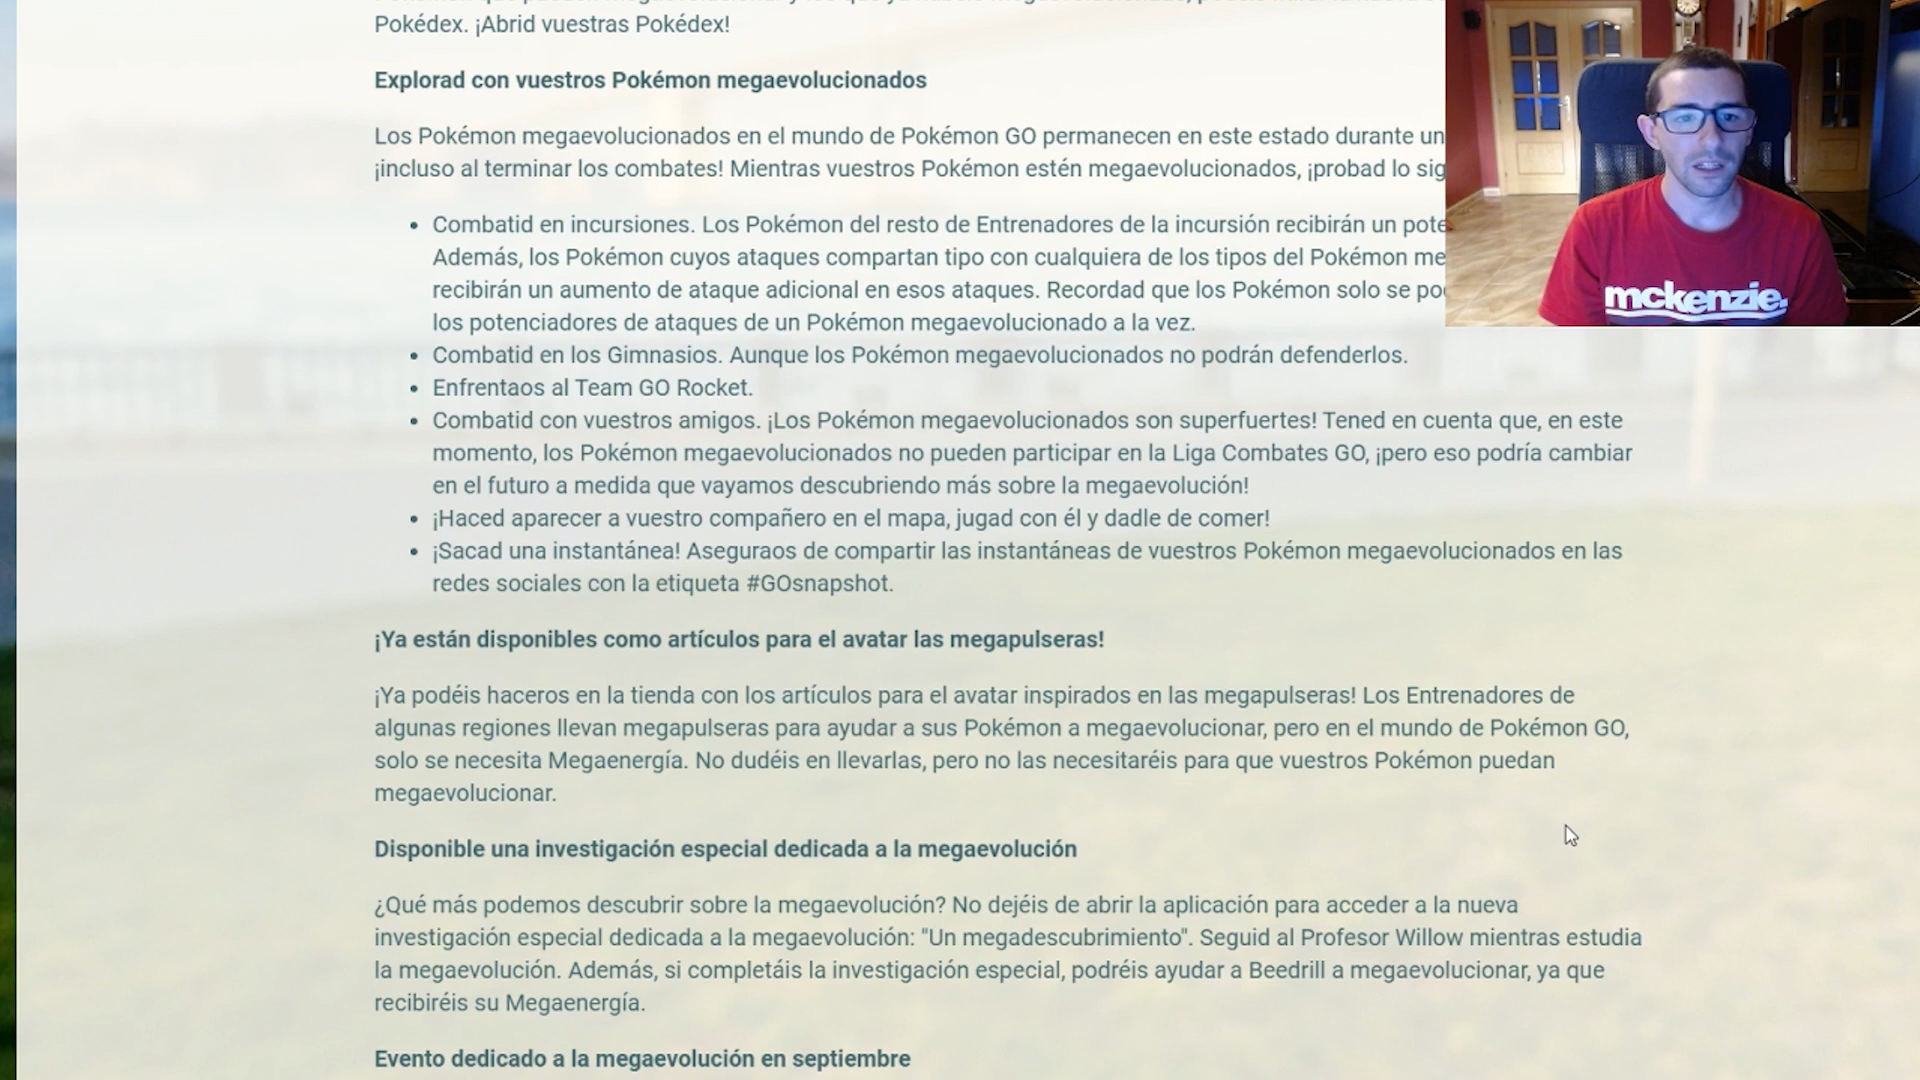 Pokédex. ¡Abrid vuestras Pokédex!
Explorad con vuestros Pokémon megaevolucionados
Los Pokémon megaevolucionados en el mundo de Pokémon GO permanecen en este estado durante un
¡incluso al terminar los combates! Mientras vuestros Pokémon estén megaevolucionados, ¡probad lo sig
• Combatid en incursiones. Los Pokémon del resto de Entrenadores de la incursión recibirán un pote
Además, los Pokémon cuyos ataques compartan tipo con cualquiera de los tipos del Pokémon me
recibirán un aumento de ataque adicional en esos ataques. Recordad que los Pokémon solo se po
los potenciadores de ataques de un Pokémon megaevolucionado a la vez.
• Combatid en los Gimnasios. Aunque los Pokémon megaevolucionados no podrán defenderlos.
• Enfrentaos al Team GO Rocket.
• Combatid con vuestros amigos. ¡Los Pokémon megaevolucionados son superfuertes! Tened en cuenta que, en este
momento, los Pokémon megaevolucionados no pueden participar en la Liga Combates GO, ¡pero eso podría cambiar
en el futuro a medida que vayamos descubriendo más sobre la megaevolución!
• ¡Haced aparecer a vuestro compañero en el mapa, jugad con él y dadle de comer!
• ¡Sacad una instantánea! Aseguraos de compartir las instantáneas de vuestros Pokémon megaevolucionados en las
redes sociales con la etiqueta #GOsnapshot.
¡Ya están disponibles como artículos para el avatar las megapulseras!
¡Ya podéis haceros en la tienda con los artículos para el avatar inspirados en las megapulseras! Los Entrenadores de
algunas regiones llevan megapulseras para ayudar a sus Pokémon a megaevolucionar, pero en el mundo de Pokémon GO,
solo se necesita Megaenergía. No dudéis en llevarlas, pero no las necesitaréis para que vuestros Pokémon puedan
megaevolucionar.
Disponible una investigación especial dedicada a la megaevolución
¿Qué más podemos descubrir sobre la megaevolución? No dejéis de abrir la aplicación para acceder a la nueva
investigación especial dedicada a la megaevolución: "Un megadescubrimiento". Seguid al Profesor Willow mientras estudia
la megaevolución. Además, si completáis la investigación especial, podréis ayudar a Beedrill a megaevolucionar, ya que
recibiréis su Megaenergía.
Evento dedicado a la megaevolución en septiembre
mckenzie.